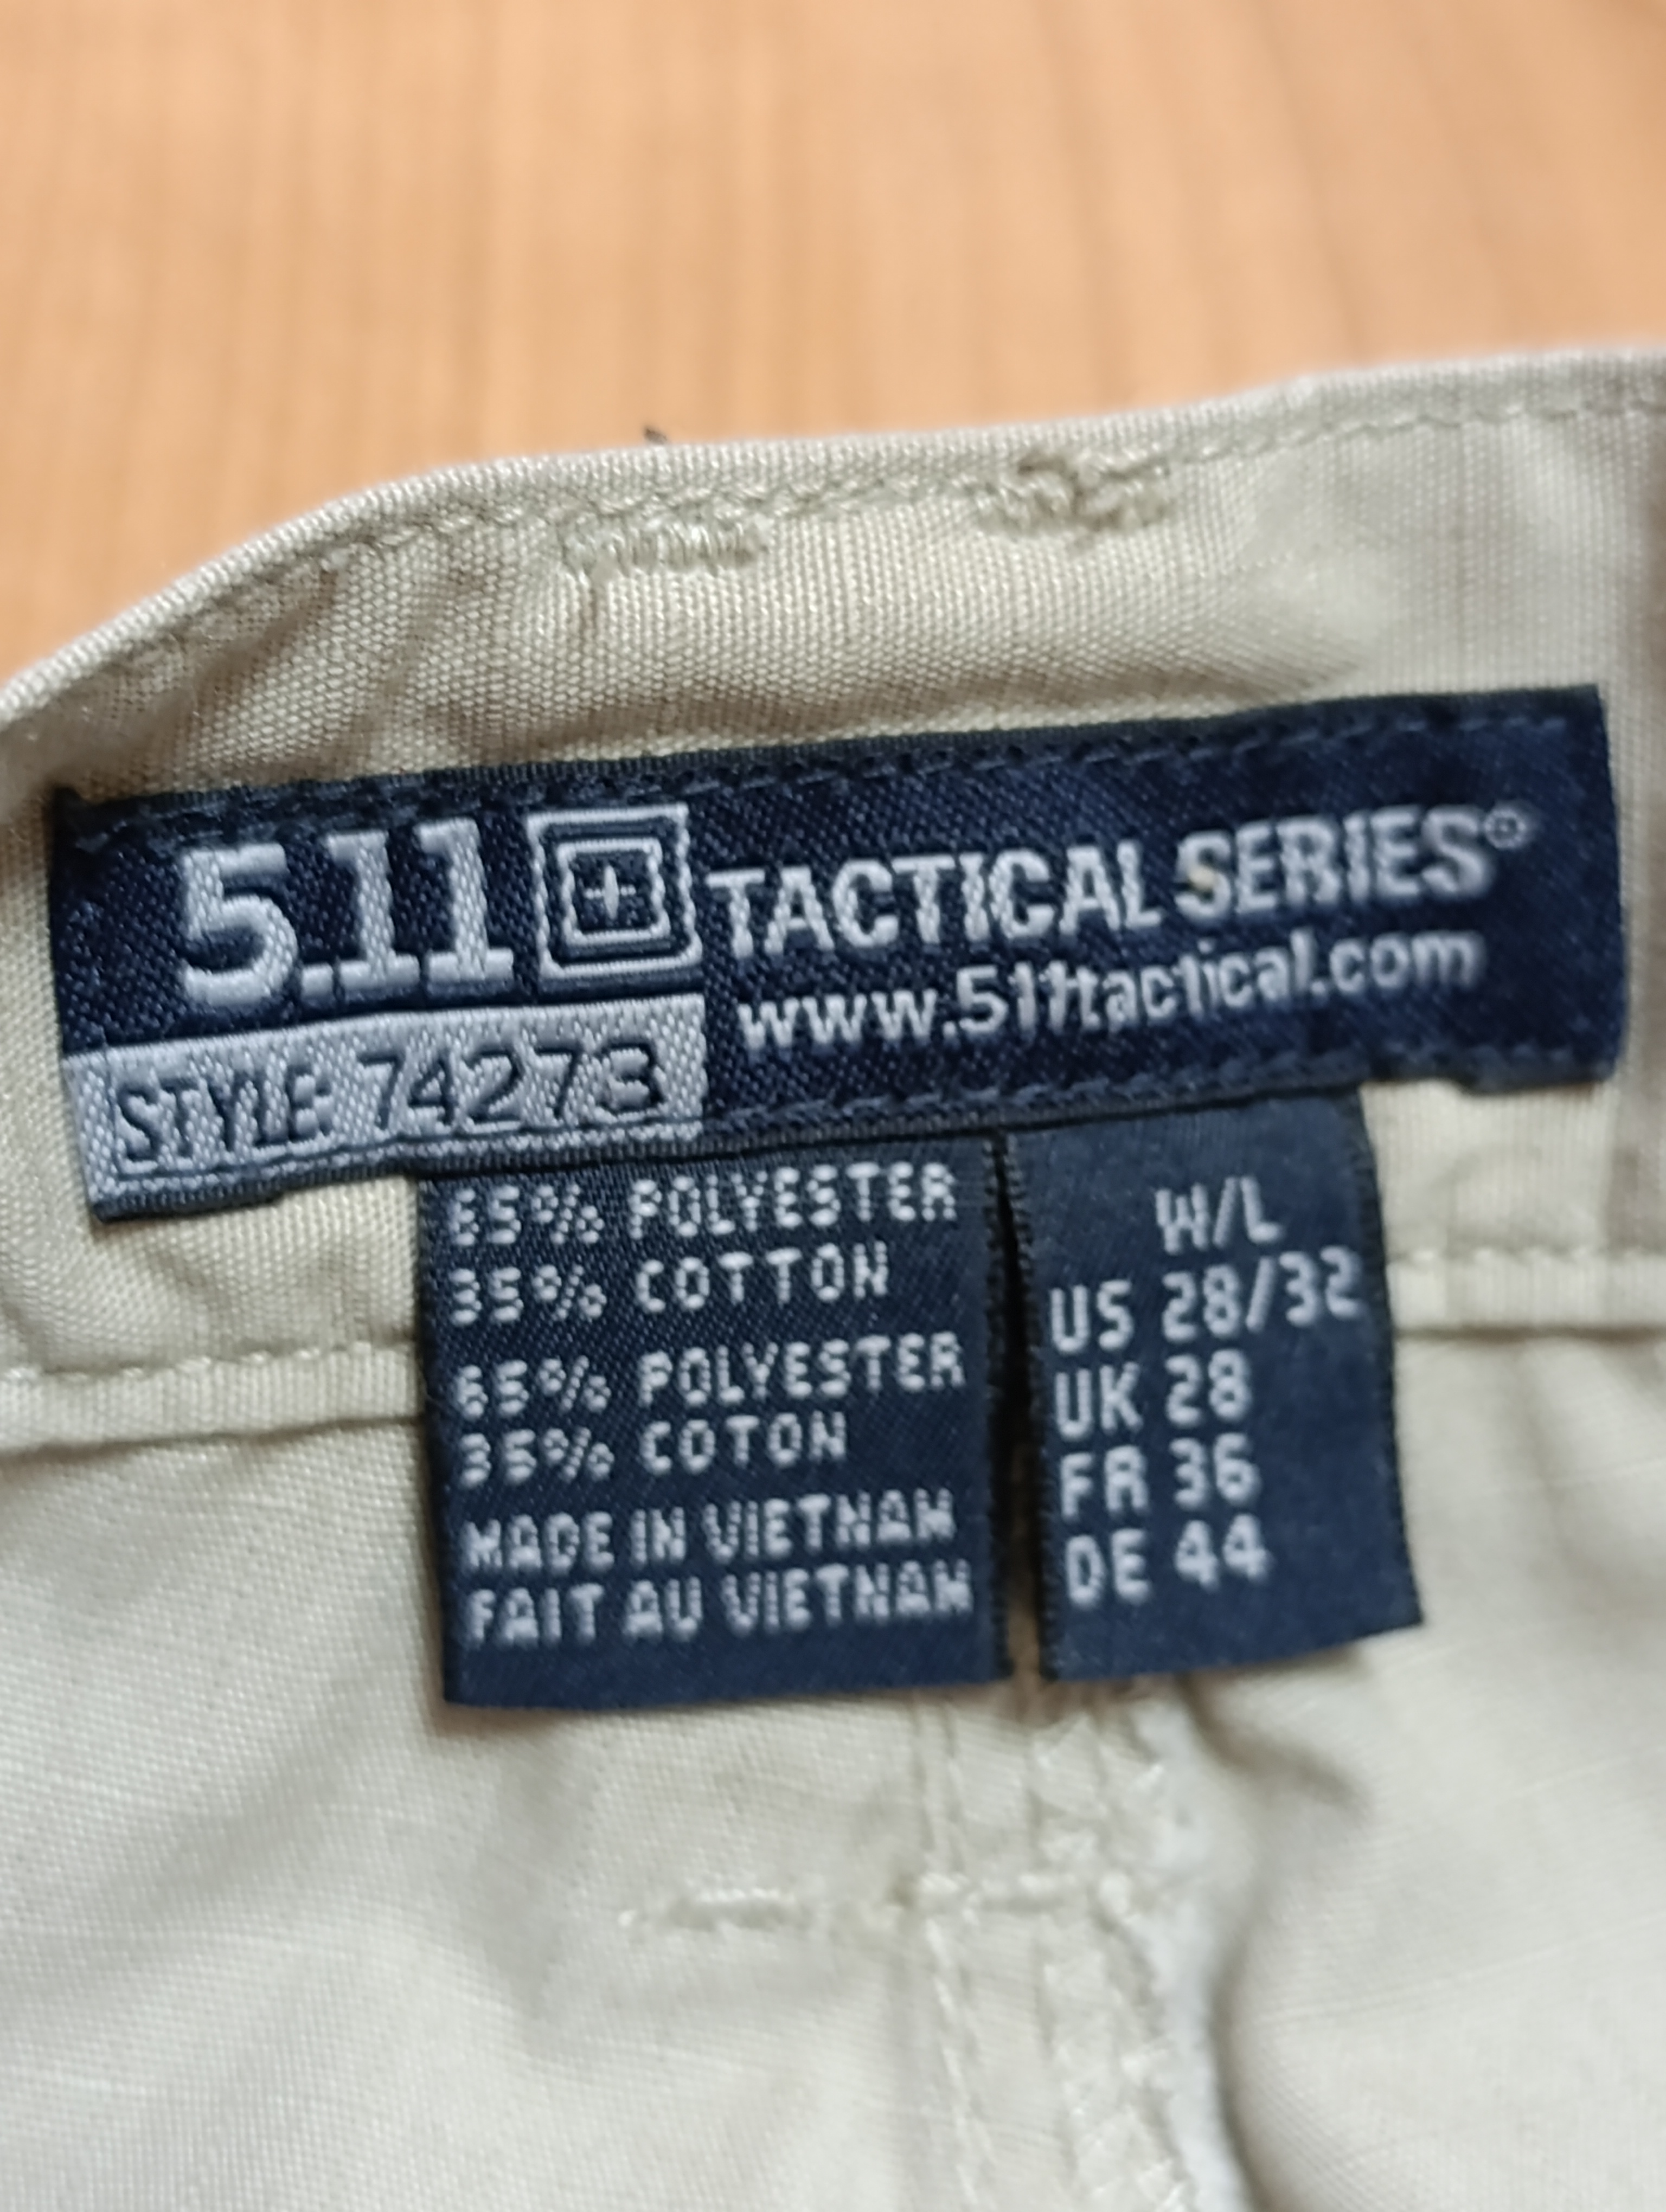 5.11 TACTICAL SERIES®
www.511tactical.com
STYLE: 74273
65% POLYESTER
35% COTTON
65% POLYESTER
35% COTON
MADE IN VIETNAM
FAIT AU VIETNAM
W/L
US 28/32
UK 28
FR 36
DE 44